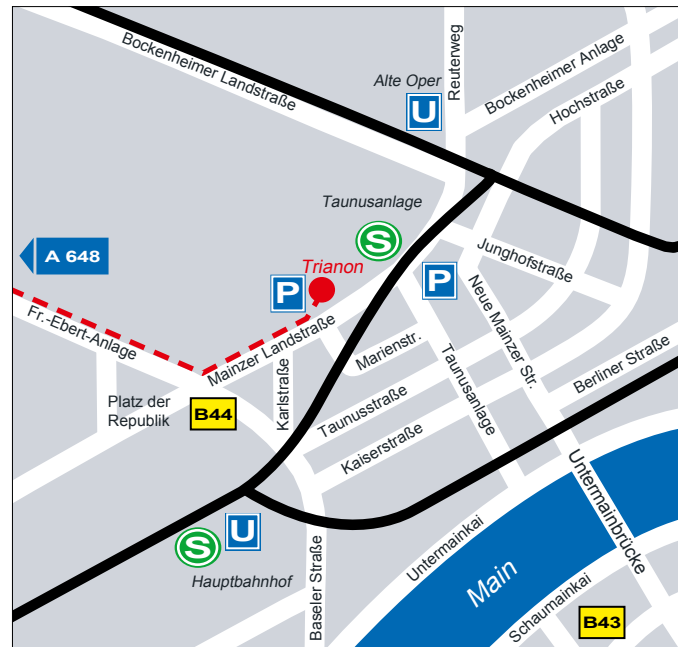 Bockenheimer Landstraße
Alte Oper
U
Reuterweg
Bockenheimer Anlage
Hochstraße
Taunusanlage
S
A 648
Trianon
P
P
Junghofstraße
Fr.-Ebert-Anlage
Mainzer Landstraße
Neue Mainzer Str.
Marienstr.
Taunusanlage
Berliner Straße
Platz der
Republik
B44
Karlstraße
Taunusstraße
Kaiserstraße
Untermainbrücke
S
U
Hauptbahnhof
Baseler Straße
Untermainkai
Main
Schaumainkai
B43